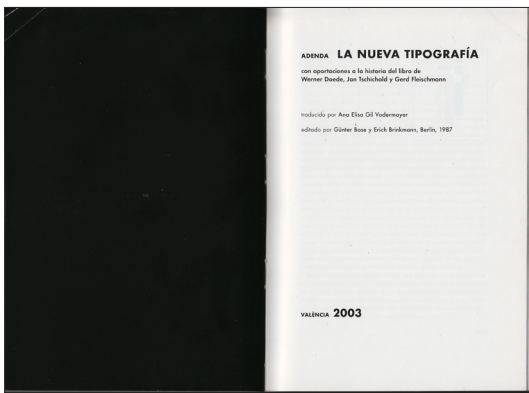 ADENDA LA NUEVA TIPOGRAFÍA
con aportaciones a la historia del libro de
Werner Doede, Jan Tschichold y Gerd Fleischmann
traducido por Ana Elisa Gil Vodermayer
editado por Günter Bose y Erich Brinkmann, Berlin, 1987
VALÈNCIA 2003